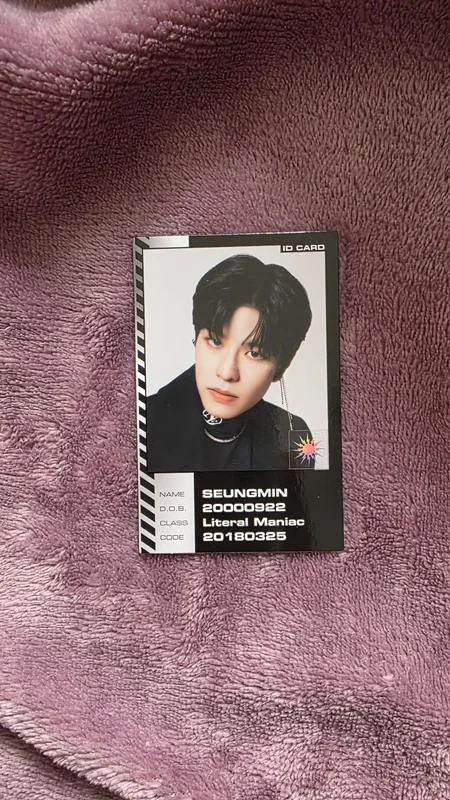 ID CARD
NAME SEUNGMIN
D.O.B. 20000922
CLASS Literal Maniac
CODE 20180325